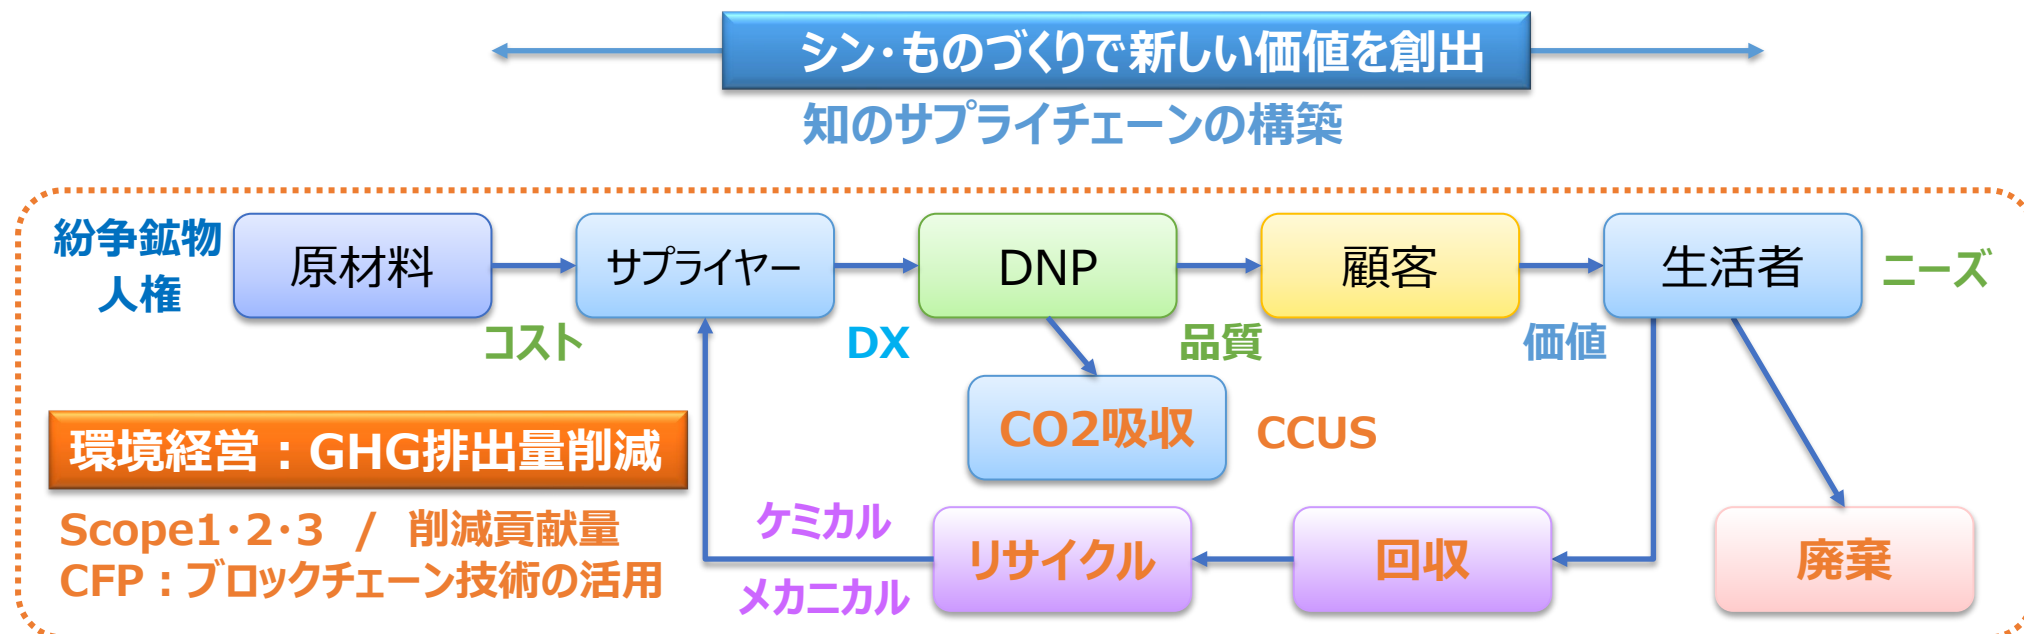 シン・ものづくりで新しい価値を創出
知のサプライチェーンの構築
紛争鉱物
人権
原材料
サプライヤー
DNP
顧客
生活者
ニーズ
コスト
DX
品質
価値
CO2吸収
CCUS
環境経営：GHG排出量削減
Scope1・2・3 / 削減貢献量
CFP：ブロックチェーン技術の活用
ケミカル
メカニカル
リサイクル
回収
廃棄